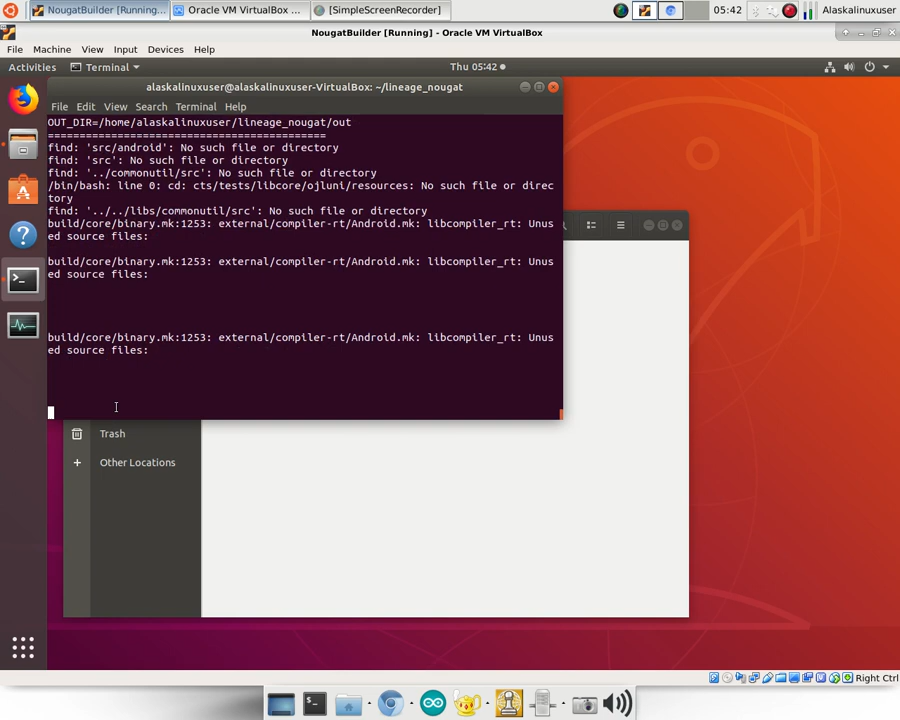 NougatBuilder [Running...
Oracle VM VirtualBox ...
[SimpleScreenRecorder]
05:42
Alaskalinuxuser
NougatBuilder [Running] - Oracle VM VirtualBox
File Machine View Input Devices Help
Activities Terminal Thu 05:42
alaskalinuxuser@alaskalinuxuser-VirtualBox: ~/lineage_nougat
File Edit View Search Terminal Help
OUT_DIR=/home/alaskalinuxuser/lineage_nougat/out
============================================
find: 'src/android': No such file or directory
find: 'src': No such file or directory
find: '../commonutil/src': No such file or directory
/bin/bash: line 0: cd: cts/tests/libcore/ojluni/resources: No such file or direc
tory
find: '../../libs/commonutil/src': No such file or directory
build/core/binary.mk:1253: external/compiler-rt/Android.mk: libcompiler_rt: Unus
ed source files:
build/core/binary.mk:1253: external/compiler-rt/Android.mk: libcompiler_rt: Unus
ed source files:
build/core/binary.mk:1253: external/compiler-rt/Android.mk: libcompiler_rt: Unus
ed source files:
Trash
+ Other Locations
Right Ctrl